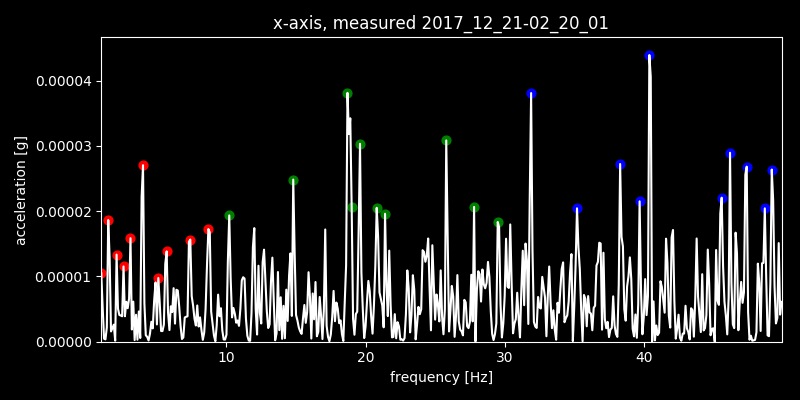 x-axis, measured 2017_12_21-02_20_01
0.00004
0.00003
0.00002
0.00001
0.00000
acceleration [g]
10 20 30 40
frequency [Hz]